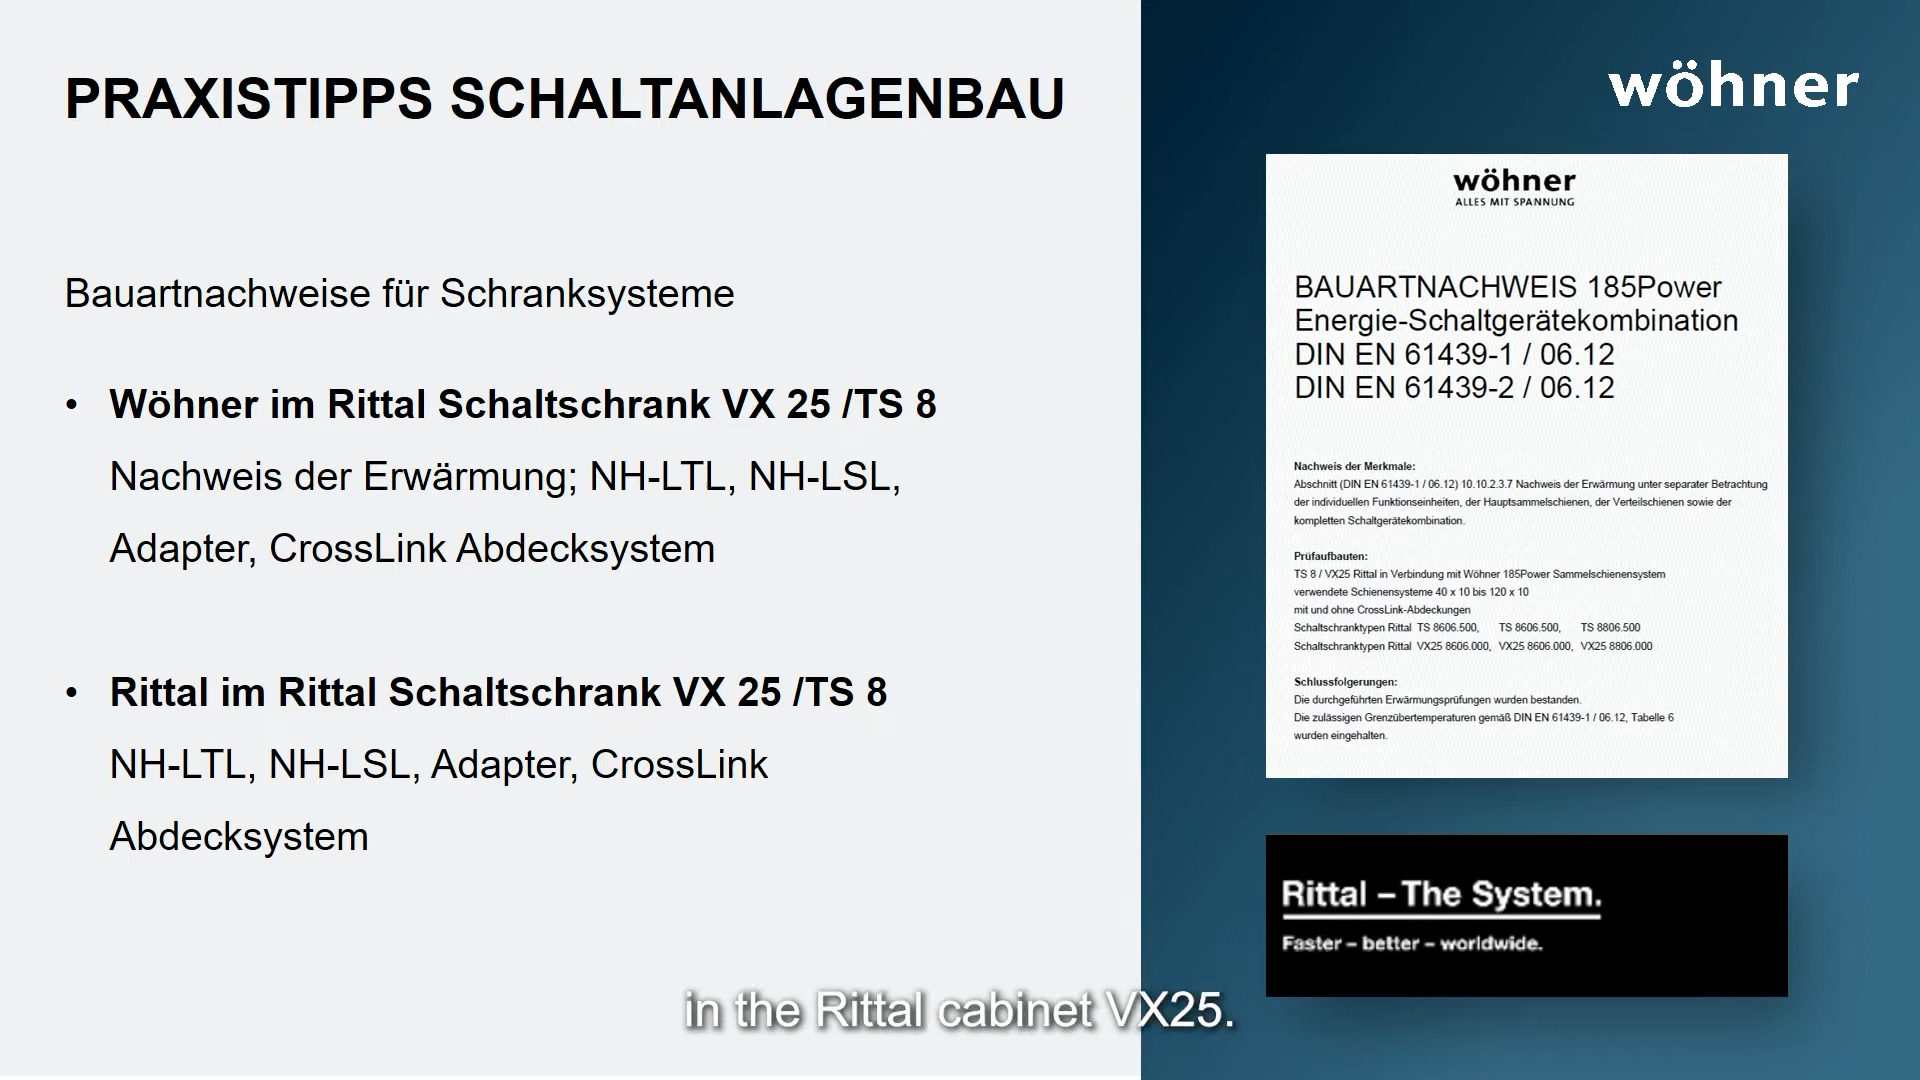 PRAXISTIPPS SCHALTANLAGENBAU
Bauartnachweise für Schranksysteme
• Wöhner im Rittal Schaltschrank VX 25 /TS 8
Nachweis der Erwärmung; NH-LTL, NH-LSL,
Adapter, CrossLink Abdecksystem
• Rittal im Rittal Schaltschrank VX 25 /TS 8
NH-LTL, NH-LSL, Adapter, CrossLink
Abdecksystem
wöhner
wöhner
ALLES MIT SPANNUNG
BAUARTNACHWEIS 185Power
Energie-Schaltgerätekombination
DIN EN 61439-1 / 06.12
DIN EN 61439-2 / 06.12
Nachweis der Merkmale:
Abschnitt (DIN EN 61439-1 / 06.12) 10.10.2.3.7 Nachweis der Erwärmung unter separater Betrachtung
der individuellen Funktionseinheiten, der Hauptsammelschienen, der Verteilschienen sowie der
kompletten Schaltgerätekombination.
Prüfaufbauten:
TS 8 / VX25 Rittal in Verbindung mit Wöhner 185Power Sammelschienensystem
verwendete Schienensysteme 40 x 10 bis 120 x 10
mit und ohne CrossLink-Abdeckungen
Schaltschranktypen Rittal TS 8606.500, TS 8606.500, TS 8806.500
Schaltschranktypen Rittal VX25 8606.000, VX25 8606.000, VX25 8806.000
Schlussfolgerungen:
Die durchgeführten Erwärmungsprüfungen wurden bestanden.
Die zulässigen Grenzübertemperaturen gemäß DIN EN 61439-1 / 06.12, Tabelle 6
wurden eingehalten.
Rittal – The System.
Faster – better – worldwide.
in the Rittal cabinet VX25.